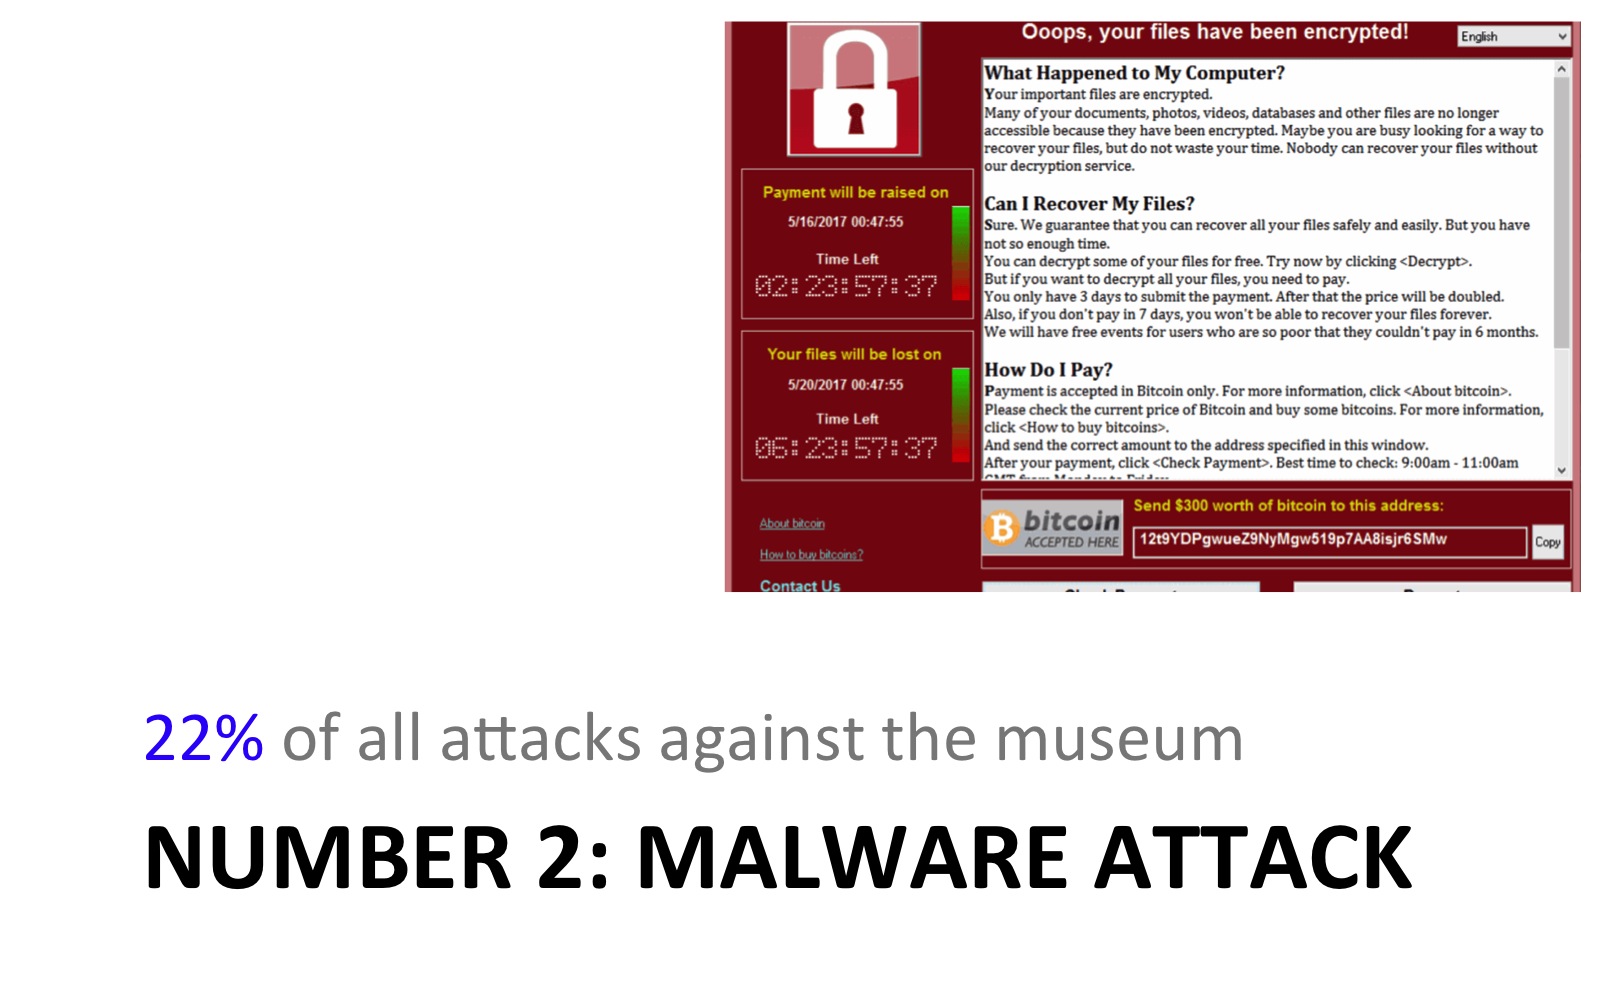 Ooops, your files have been encrypted!
English
Payment will be raised on
5/16/2017 00:47:55
Time Left
02:23:57:37
Your files will be lost on
5/20/2017 00:47:55
Time Left
06:23:57:37
About bitcoin
How to buy bitcoins?
Contact Us
What Happened to My Computer?
Your important files are encrypted.
Many of your documents, photos, videos, databases and other files are no longer
accessible because they have been encrypted. Maybe you are busy looking for a way to
recover your files, but do not waste your time. Nobody can recover your files without
our decryption service.
Can I Recover My Files?
Sure. We guarantee that you can recover all your files safely and easily. But you have
not so enough time.
You can decrypt some of your files for free. Try now by clicking <Decrypt>.
But if you want to decrypt all your files, you need to pay.
You only have 3 days to submit the payment. After that the price will be doubled.
Also, if you don't pay in 7 days, you won't be able to recover your files forever.
We will have free events for users who are so poor that they couldn't pay in 6 months.
How Do I Pay?
Payment is accepted in Bitcoin only. For more information, click <About bitcoin>.
Please check the current price of Bitcoin and buy some bitcoins. For more information,
click <How to buy bitcoins>.
And send the correct amount to the address specified in this window.
After your payment, click <Check Payment>. Best time to check: 9:00am - 11:00am
GMT from Monday to Friday
bitcoin
ACCEPTED HERE
Send $300 worth of bitcoin to this address:
12t9YDPgwueZ9NyMgw519p7AA8isjr6SMw
Copy
22% of all attacks against the museum
NUMBER 2: MALWARE ATTACK